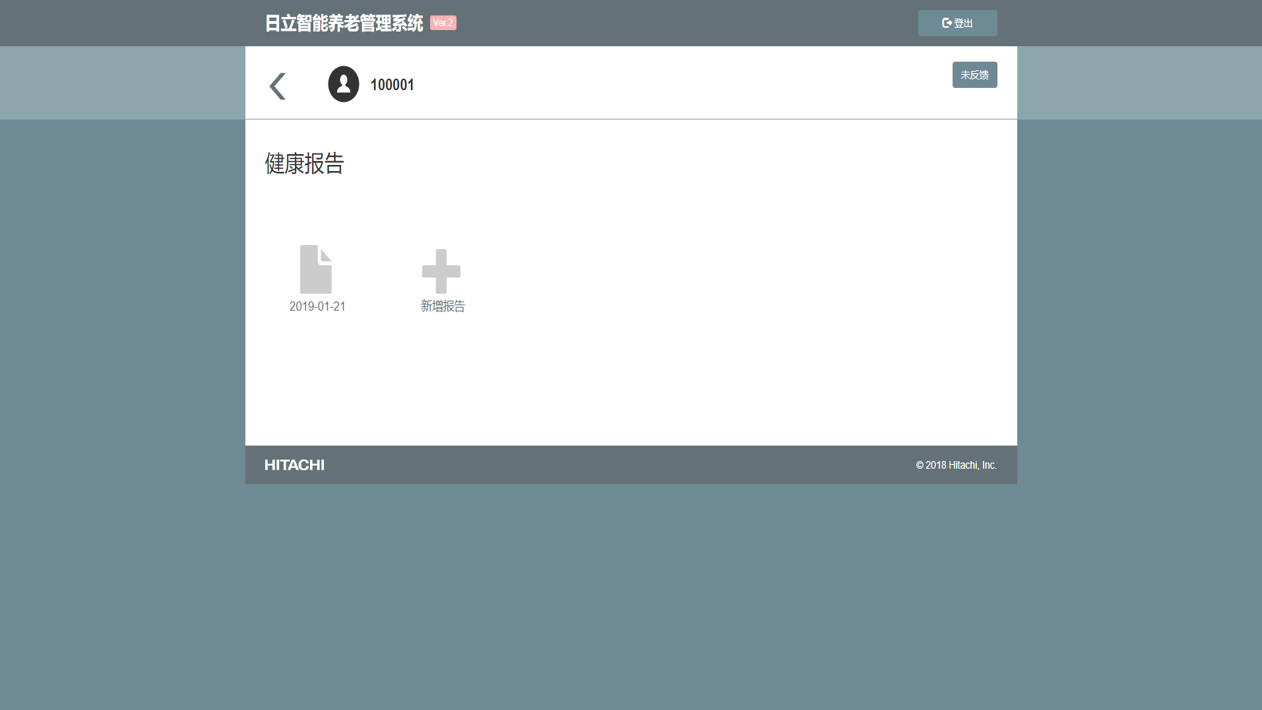 日立智能养老管理系统 Ver.2
登出
100001
未反馈
健康报告
2019-01-21
新增报告
HITACHI
© 2018 Hitachi, Inc.